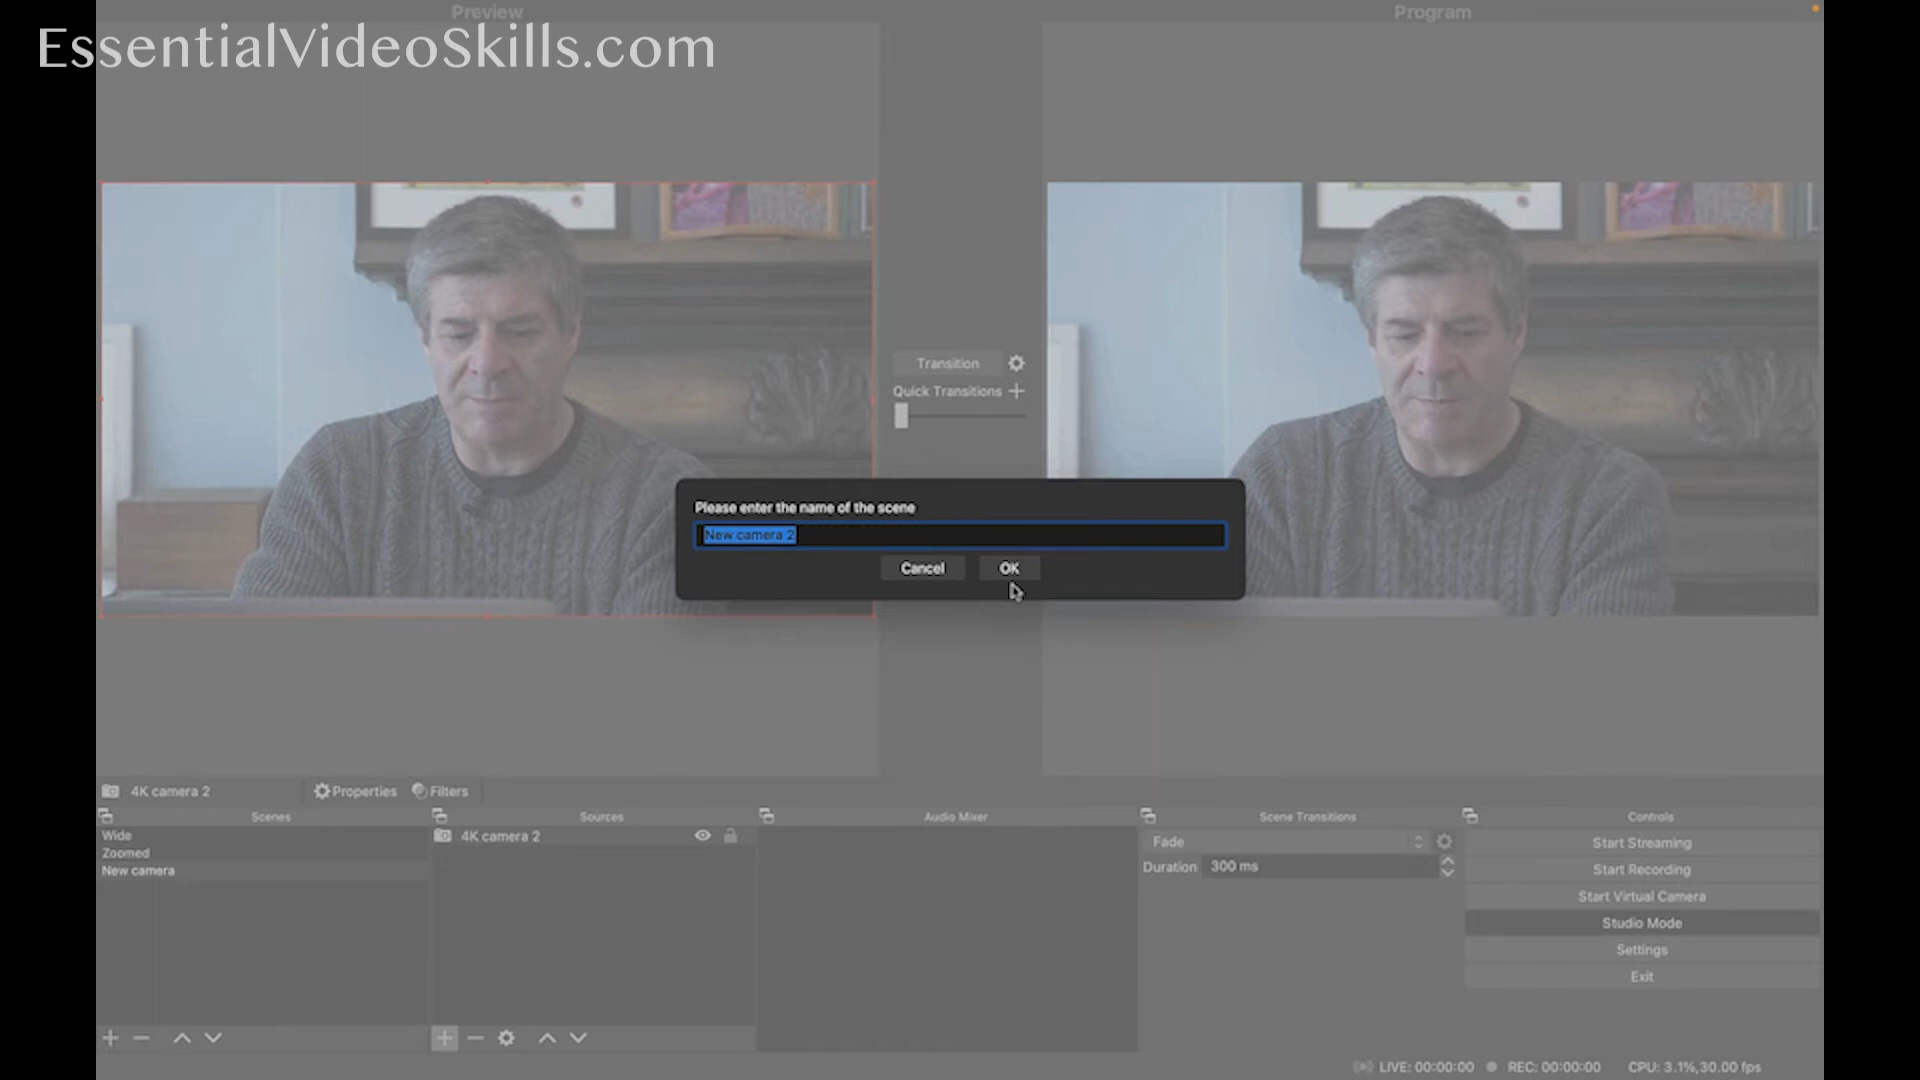 Preview
Program
EssentialVideoSkills.com
Transition
Quick Transitions
Please enter the name of the scene
New camera 2
Cancel
OK
4K camera 2
Properties
Filters
Scenes
Sources
Audio Mixer
Scene Transitions
Controls
Wide
Zoomed
New camera
4K camera 2
Fade
Duration
300 ms
Start Streaming
Start Recording
Start Virtual Camera
Studio Mode
Settings
Exit
LIVE: 00:00:00
REC: 00:00:00
CPU: 3.1%,30.00 fps